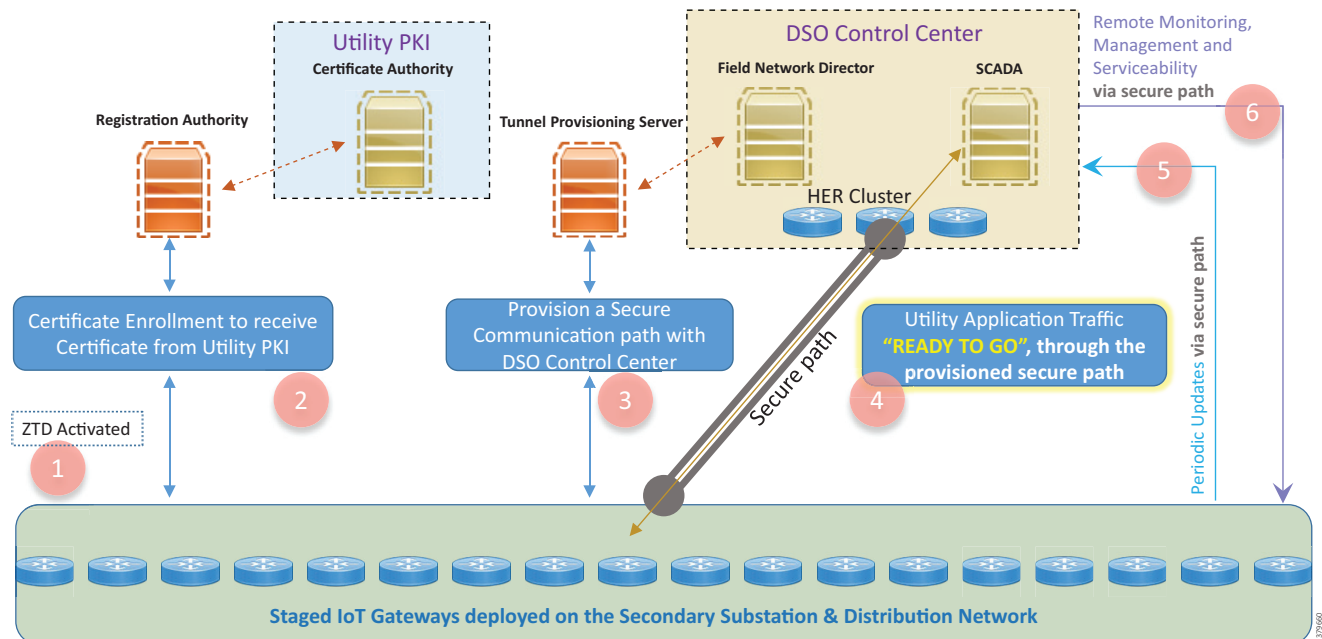 Utility PKI
Certificate Authority
Registration Authority
Tunnel Provisioning Server
DSO Control Center
Field Network Director
SCADA
HER Cluster
Remote Monitoring,
Management and
Serviceability
via secure path
6
5
Certificate Enrollment to receive
Certificate from Utility PKI
2
Provision a Secure
Communication path with
DSO Control Center
3
Secure path
Utility Application Traffic
“READY TO GO”, through the
provisioned secure path
4
Periodic Updates via secure path
ZTD Activated
1
Staged IoT Gateways deployed on the Secondary Substation & Distribution Network
379660